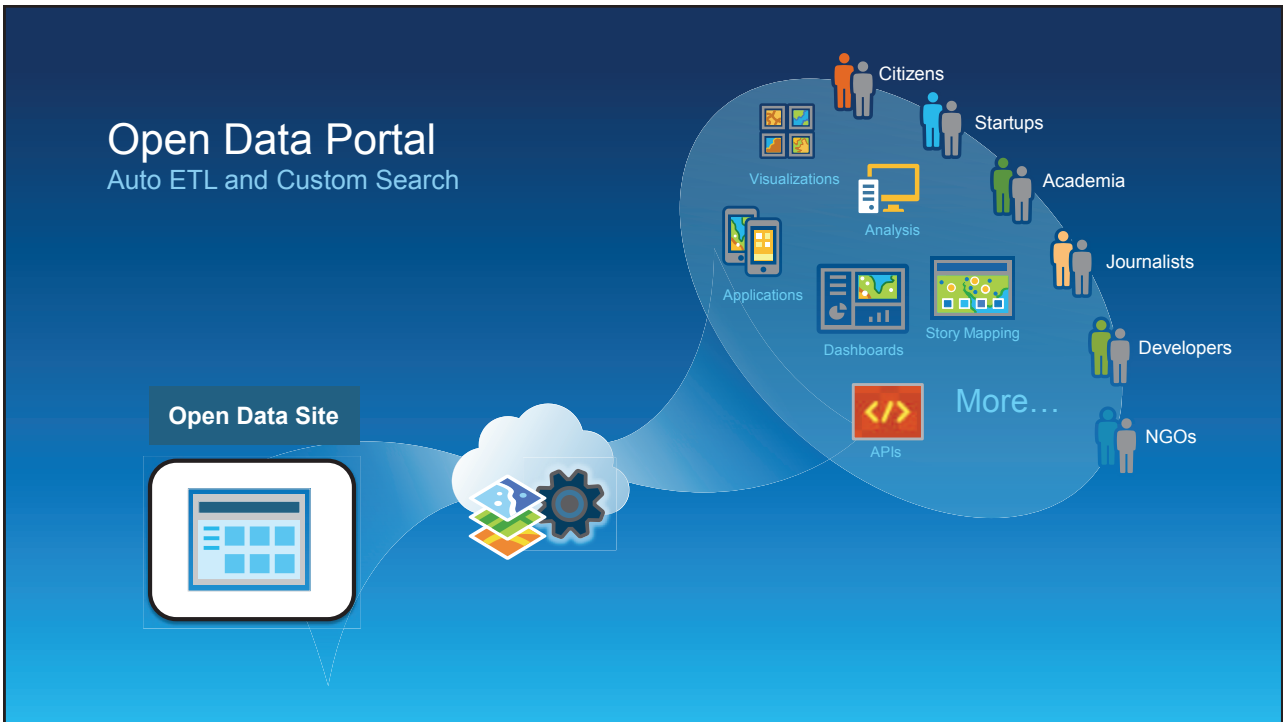 Open Data Portal
Auto ETL and Custom Search
Citizens
Startups
Visualizations
Academia
Analysis
Journalists
Applications
Story Mapping
Dashboards
Developers
More…
Open Data Site
</>
NGOs
APIs